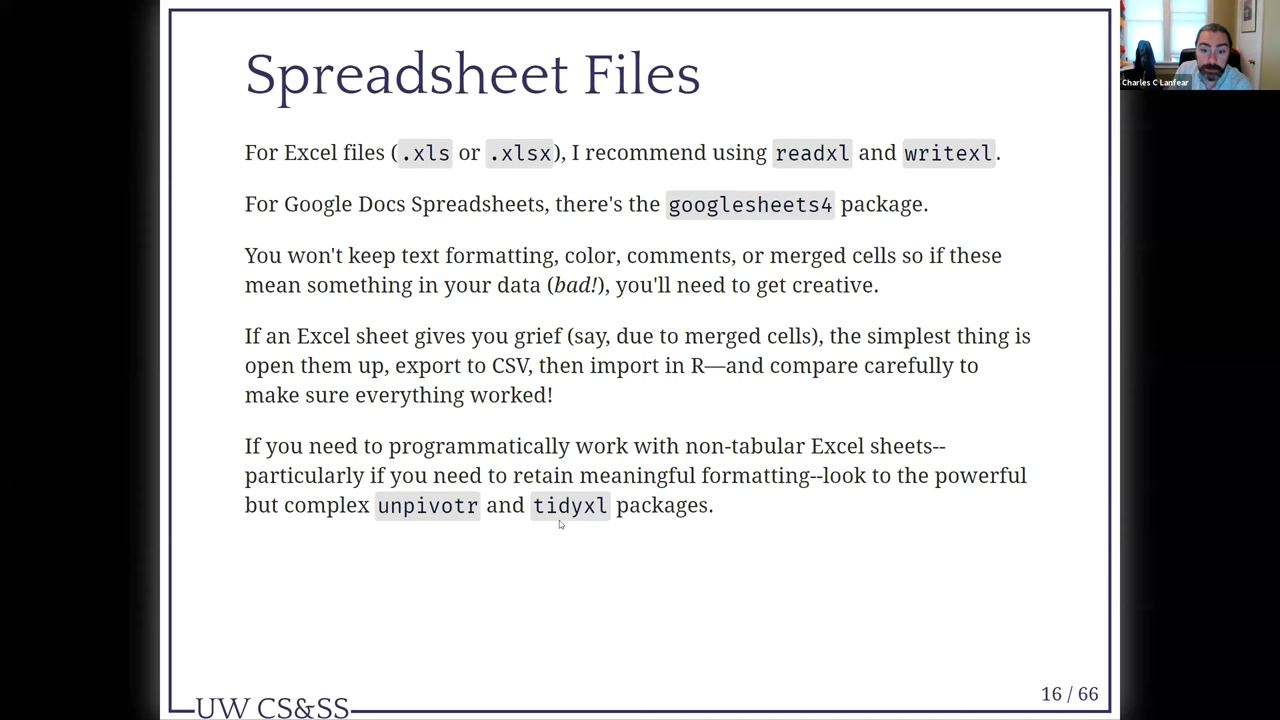 Spreadsheet Files
For Excel files (.xls or .xlsx), I recommend using readxl and writexl.
For Google Docs Spreadsheets, there's the googlesheets4 package.
You won't keep text formatting, color, comments, or merged cells so if these
mean something in your data (bad!), you'll need to get creative.
If an Excel sheet gives you grief (say, due to merged cells), the simplest thing is
open them up, export to CSV, then import in R—and compare carefully to
make sure everything worked!
If you need to programmatically work with non-tabular Excel sheets--
particularly if you need to retain meaningful formatting--look to the powerful
but complex unpivotr and tidyxl packages.
UW CS&SS
16 / 66
Charles C Lanfear